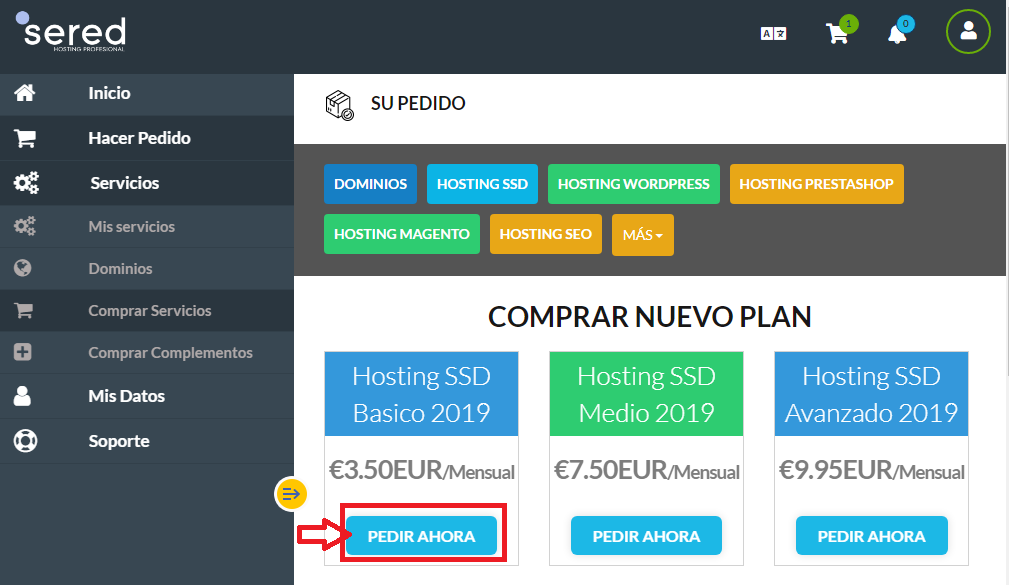 sered
HOSTING PROFESIONAL
A 文
1
0
Inicio
Hacer Pedido
Servicios
Mis servicios
Dominios
Comprar Servicios
Comprar Complementos
Mis Datos
Soporte
SU PEDIDO
DOMINIOS HOSTING SSD HOSTING WORDPRESS HOSTING PRESTASHOP
HOSTING MAGENTO HOSTING SEO MÁS
COMPRAR NUEVO PLAN
Hosting SSD
Basico 2019
€3.50EUR/Mensual
PEDIR AHORA
Hosting SSD
Medio 2019
€7.50EUR/Mensual
PEDIR AHORA
Hosting SSD
Avanzado 2019
€9.95EUR/Mensual
PEDIR AHORA